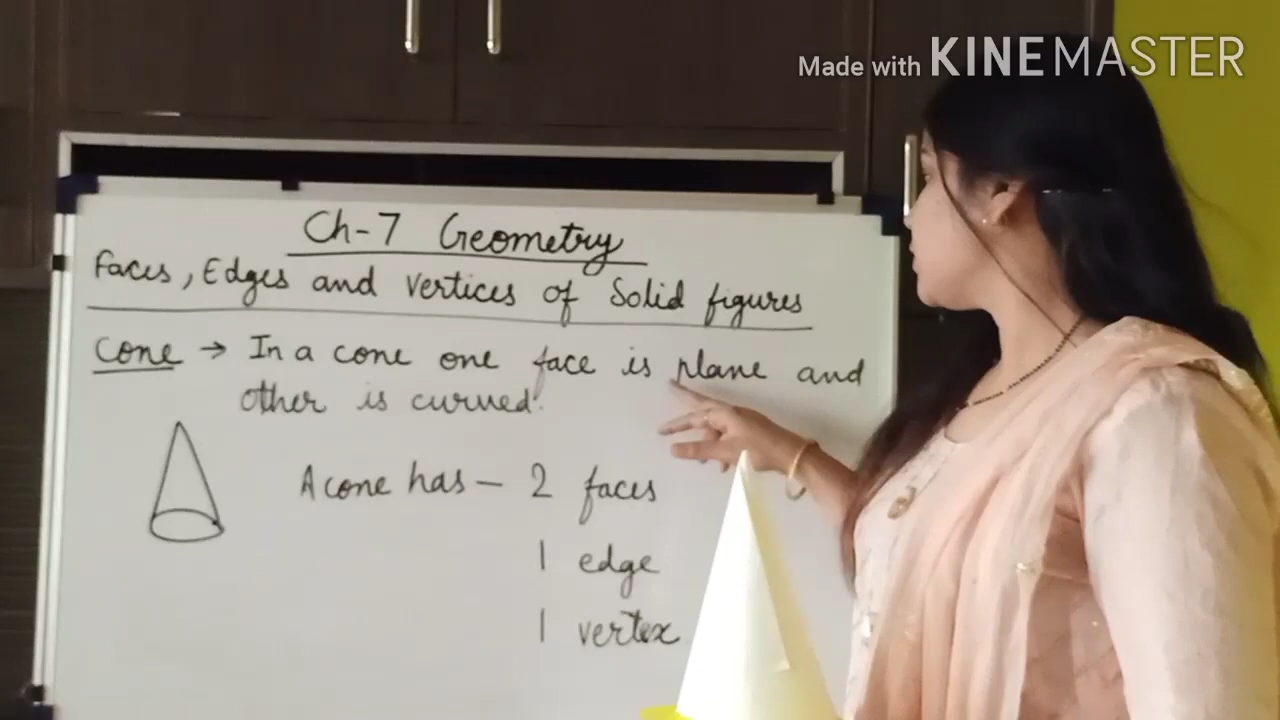 Made with KINEMASTER
Ch-7 Geometry
Faces, Edges and vertices of Solid figures
Cone → In a cone one face is plane and
other is curved.
A cone has - 2 faces
1 edge
1 vertex